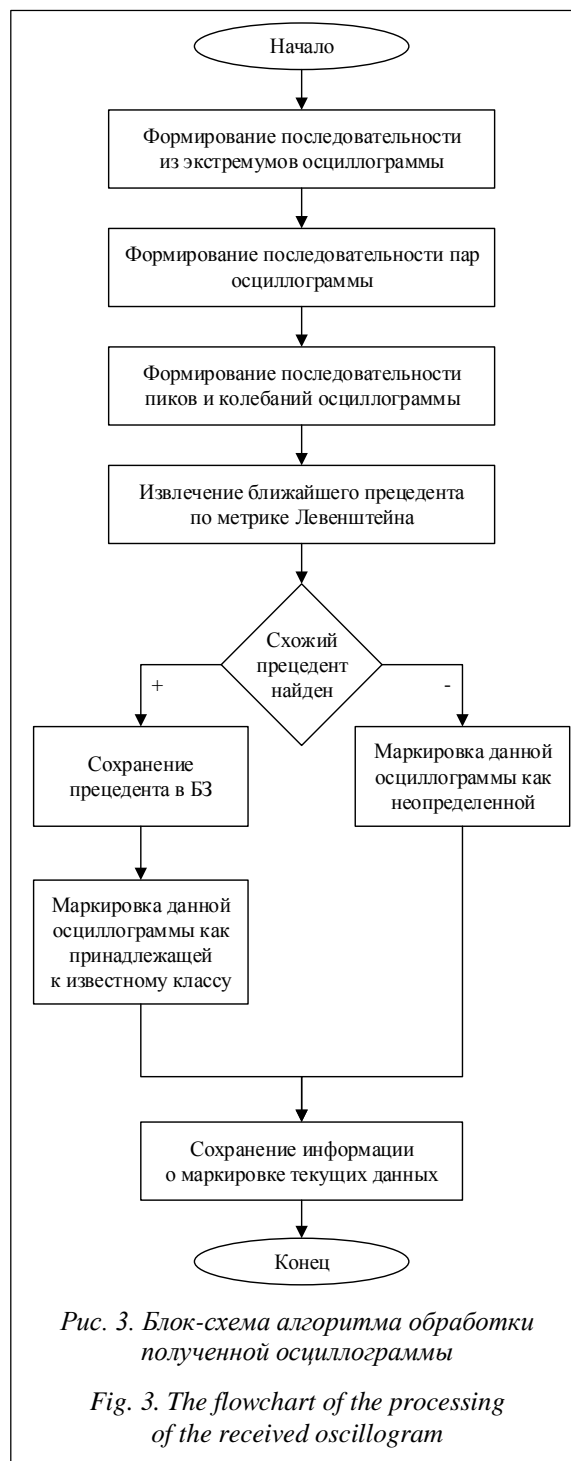 Начало
Формирование последовательности
из экстремумов осциллограммы
Формирование последовательности пар
осциллограммы
Формирование последовательности
пиков и колебаний осциллограммы
Извлечение ближайшего прецедента
по метрике Левенштейна
Схожий
прецедент
найден
+
-
Сохранение
прецедента в БЗ
Маркировка данной
осциллограммы как
неопределенной
Маркировка данной
осциллограммы как
принадлежащей
к известному классу
Сохранение информации
о маркировке текущих данных
Конец
Рис. 3. Блок-схема алгоритма обработки
полученной осциллограммы
Fig. 3. The flowchart of the processing
of the received oscillogram